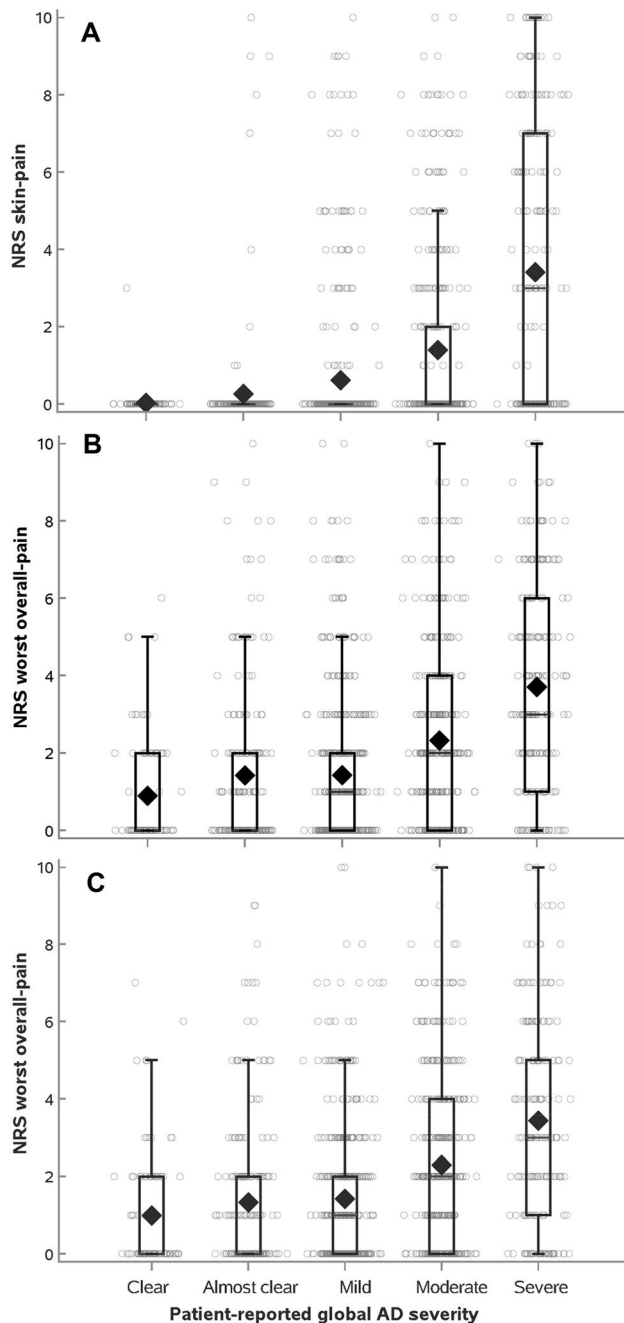 A
10
8
6
4
2
0
NRS skin-pain
B
10
8
6
4
2
0
NRS worst overall-pain
C
10
8
6
4
2
0
NRS worst overall-pain
Clear Almost clear Mild Moderate Severe
Patient-reported global AD severity